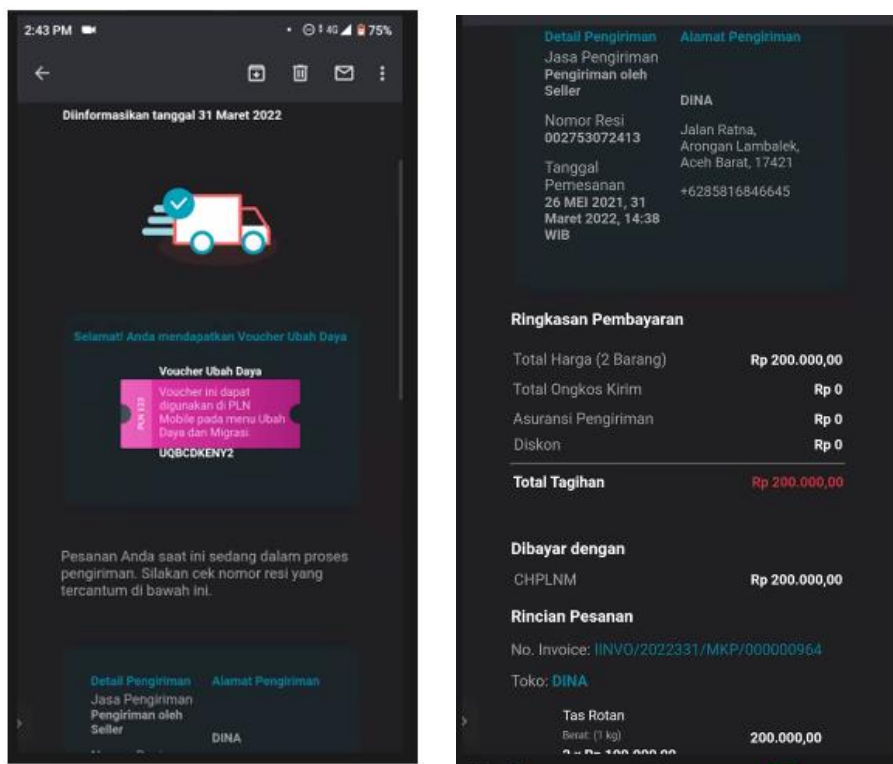 2:43 PM
4G 75%
Diinformasikan tanggal 31 Maret 2022
Selamat! Anda mendapatkan Voucher Ubah Daya
Voucher Ubah Daya
PLN 123
Voucher ini dapat
digunakan di PLN
Mobile pada menu Ubah
Daya dan Migrasi
UQBCDKENY2
Pesanan Anda saat ini sedang dalam proses
pengiriman. Silakan cek nomor resi yang
tercantum di bawah ini.
Detail Pengiriman Alamat Pengiriman
Jasa Pengiriman
Pengiriman oleh
Seller
DINA
Detail Pengiriman Alamat Pengiriman
Jasa Pengiriman
Pengiriman oleh
Seller
DINA
Nomor Resi
002753072413
Jalan Ratna,
Arongan Lambalek,
Aceh Barat, 17421
Tanggal
Pemesanan
26 MEI 2021, 31
Maret 2022, 14:38
WIB
+6285816846645
Ringkasan Pembayaran
Total Harga (2 Barang) Rp 200.000,00
Total Ongkos Kirim Rp 0
Asuransi Pengiriman Rp 0
Diskon Rp 0
Total Tagihan Rp 200.000,00
Dibayar dengan
CHPLNM Rp 200.000,00
Rincian Pesanan
No. Invoice: IINVO/2022331/MKP/000000964
Toko: DINA
Tas Rotan
Berat: (1 kg) 200.000,00